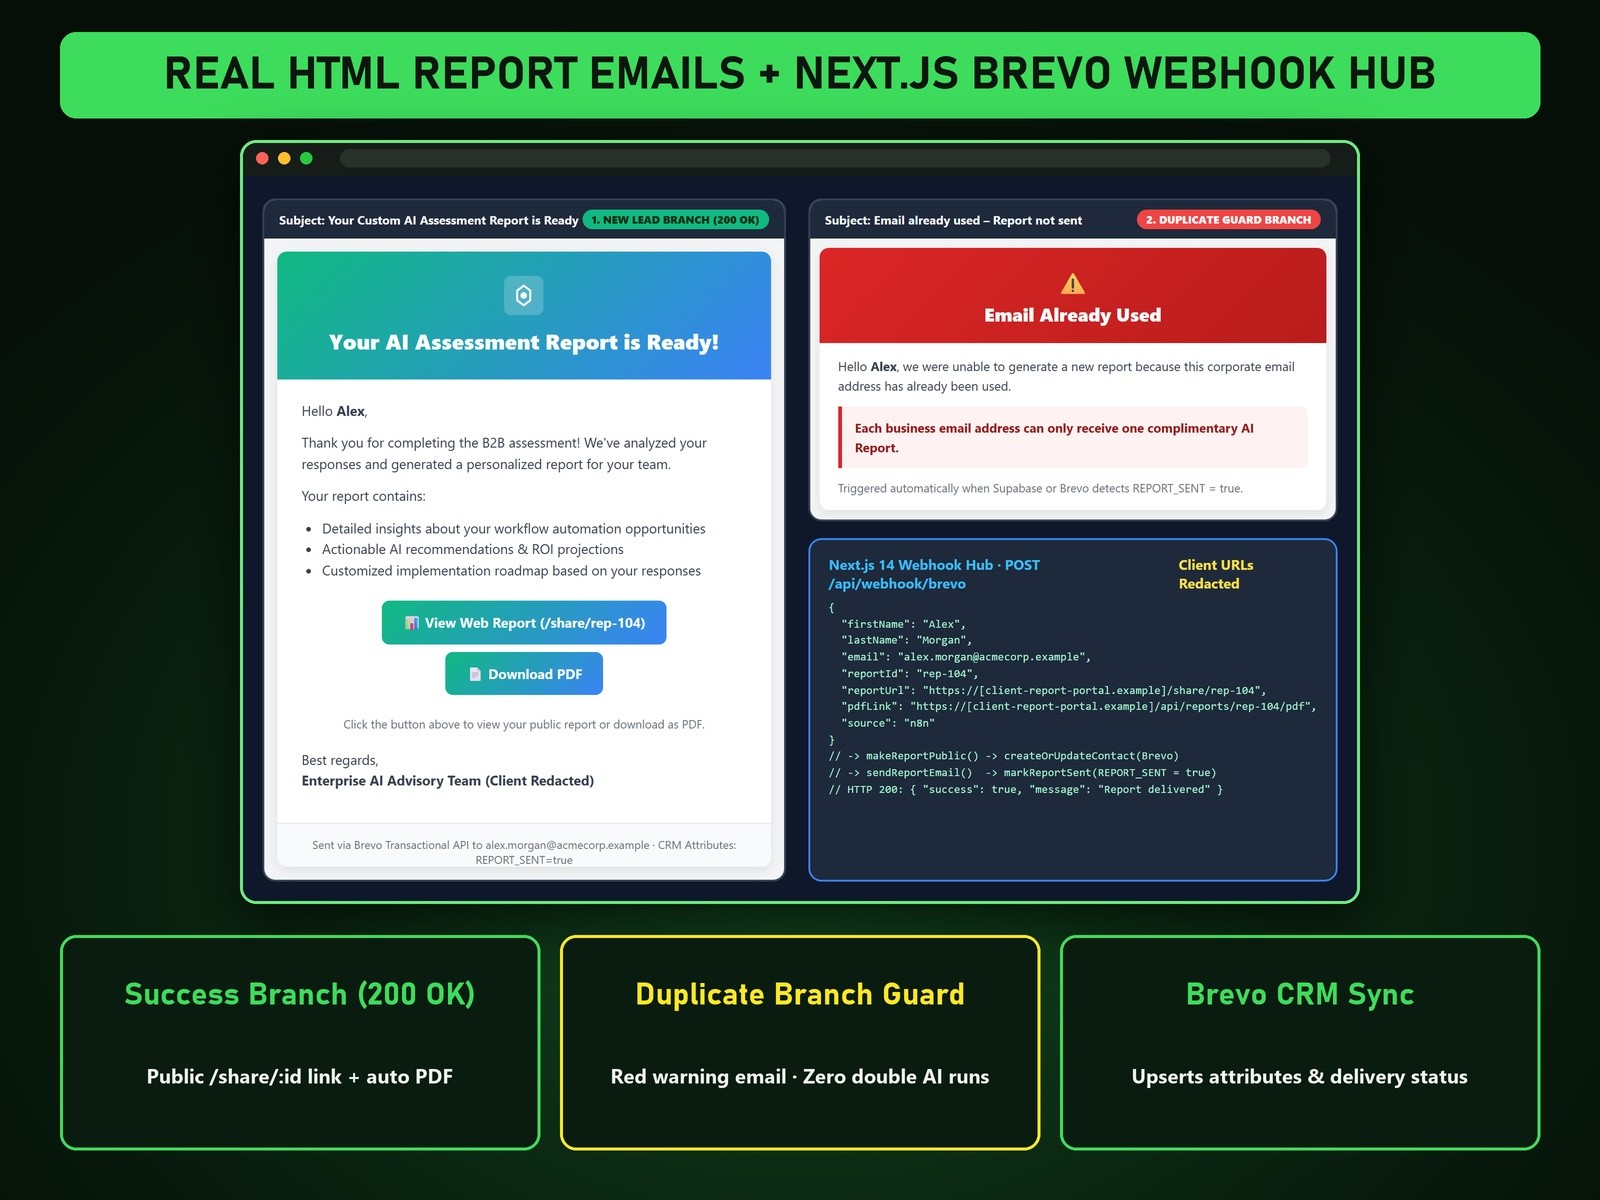 REAL HTML REPORT EMAILS + NEXT.JS BREVO WEBHOOK HUB
Subject: Your Custom AI Assessment Report is Ready
1. NEW LEAD BRANCH (200 OK)
Your AI Assessment Report is Ready!
Hello Alex,
Thank you for completing the B2B assessment! We've analyzed your
responses and generated a personalized report for your team.
Your report contains:
• Detailed insights about your workflow automation opportunities
• Actionable AI recommendations & ROI projections
• Customized implementation roadmap based on your responses
📊 View Web Report (/share/rep-104)
📄 Download PDF
Click the button above to view your public report or download as PDF.
Best regards,
Enterprise AI Advisory Team (Client Redacted)
Sent via Brevo Transactional API to alex.morgan@acmecorp.example · CRM Attributes:
REPORT_SENT=true
Subject: Email already used – Report not sent
2. DUPLICATE GUARD BRANCH
Email Already Used
Hello Alex, we were unable to generate a new report because this corporate email
address has already been used.
Each business email address can only receive one complimentary AI
Report.
Triggered automatically when Supabase or Brevo detects REPORT_SENT = true.
Next.js 14 Webhook Hub · POST
/api/webhook/brevo
Client URLs
Redacted
{
"firstName": "Alex",
"lastName": "Morgan",
"email": "alex.morgan@acmecorp.example",
"reportId": "rep-104",
"reportUrl": "https://[client-report-portal.example]/share/rep-104",
"pdfLink": "https://[client-report-portal.example]/api/reports/rep-104/pdf",
"source": "n8n"
}
// -> makeReportPublic() -> createOrUpdateContact(Brevo)
// -> sendReportEmail()  -> markReportSent(REPORT_SENT = true)
// HTTP 200: { "success": true, "message": "Report delivered" }
Success Branch (200 OK)
Public /share/:id link + auto PDF
Duplicate Branch Guard
Red warning email · Zero double AI runs
Brevo CRM Sync
Upserts attributes & delivery status